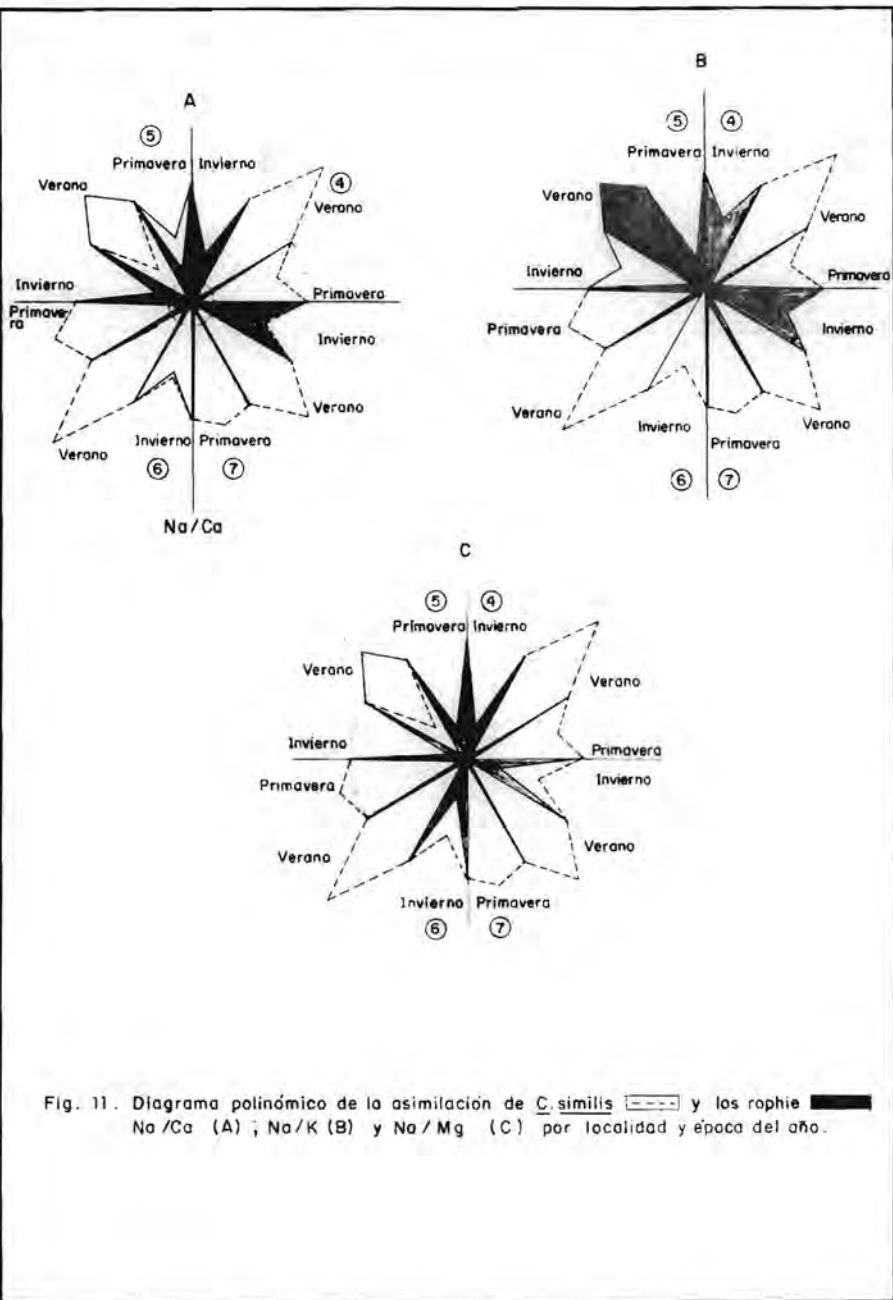 A
⑤
Primavera Invierno
Verano
④
Verano
Invierno
Primave-
ra
Primavera
Invierno
Verano
Verano
Invierno Primavera
⑥ ⑦
Na/Ca
B
⑤ ④
Primavera Invierno
Verano
Verano
Invierno
Primavera
Primavera
Invierno
Verano
Verano
Invierno
Primavera
⑥ ⑦
C
⑤ ④
Primavera Invierno
Verano
Verano
Invierno
Primavera
Primavera
Invierno
Verano
Verano
Invierno Primavera
⑥ ⑦
Fig. 11. Diagrama polinómico de la asimilación de C. similis y los rophie
Na/Ca (A) ; Na/K (B) y Na/Mg (C) por localidad y época del año.